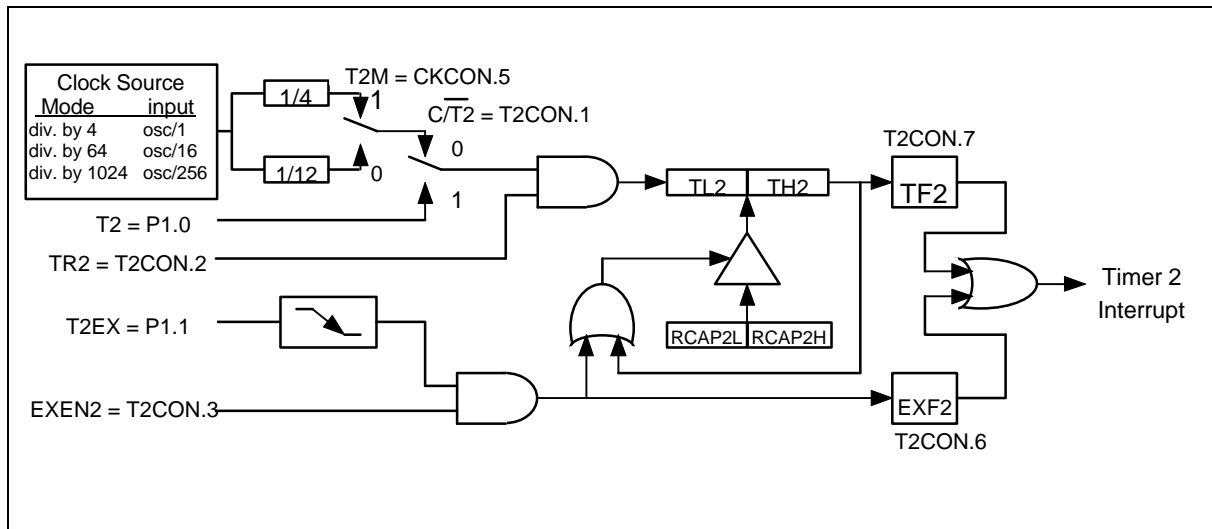 Clock Source
Mode input
div. by 4 osc/1
div. by 64 osc/16
div. by 1024 osc/256
1/4
1/12
T2M = CKCON.5
1
0
C/T2 = T2CON.1
0
1
T2 = P1.0
TR2 = T2CON.2
T2EX = P1.1
EXEN2 = T2CON.3
TL2 TH2
RCAP2L RCAP2H
T2CON.7
TF2
EXF2
T2CON.6
Timer 2
Interrupt